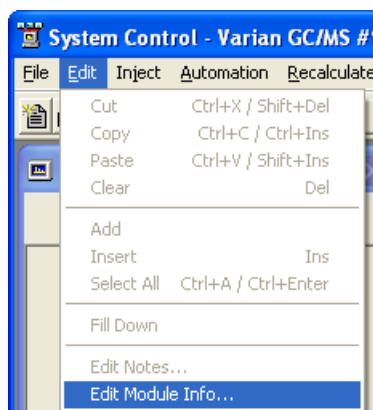 System Control - Varian GC/MS #
File Edit Inject Automation Recalculate
Cut Ctrl+X / Shift+Del
Copy Ctrl+C / Ctrl+Ins
Paste Ctrl+V / Shift+Ins
Clear Del
Add
Insert Ins
Select All Ctrl+A / Ctrl+Enter
Fill Down
Edit Notes...
Edit Module Info...